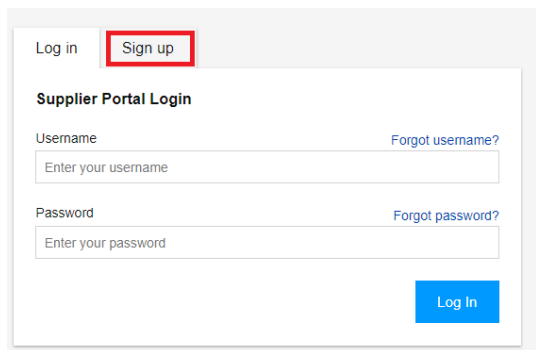 Log in Sign up
Supplier Portal Login
Username Forgot username?
Enter your username
Password Forgot password?
Enter your password
Log In